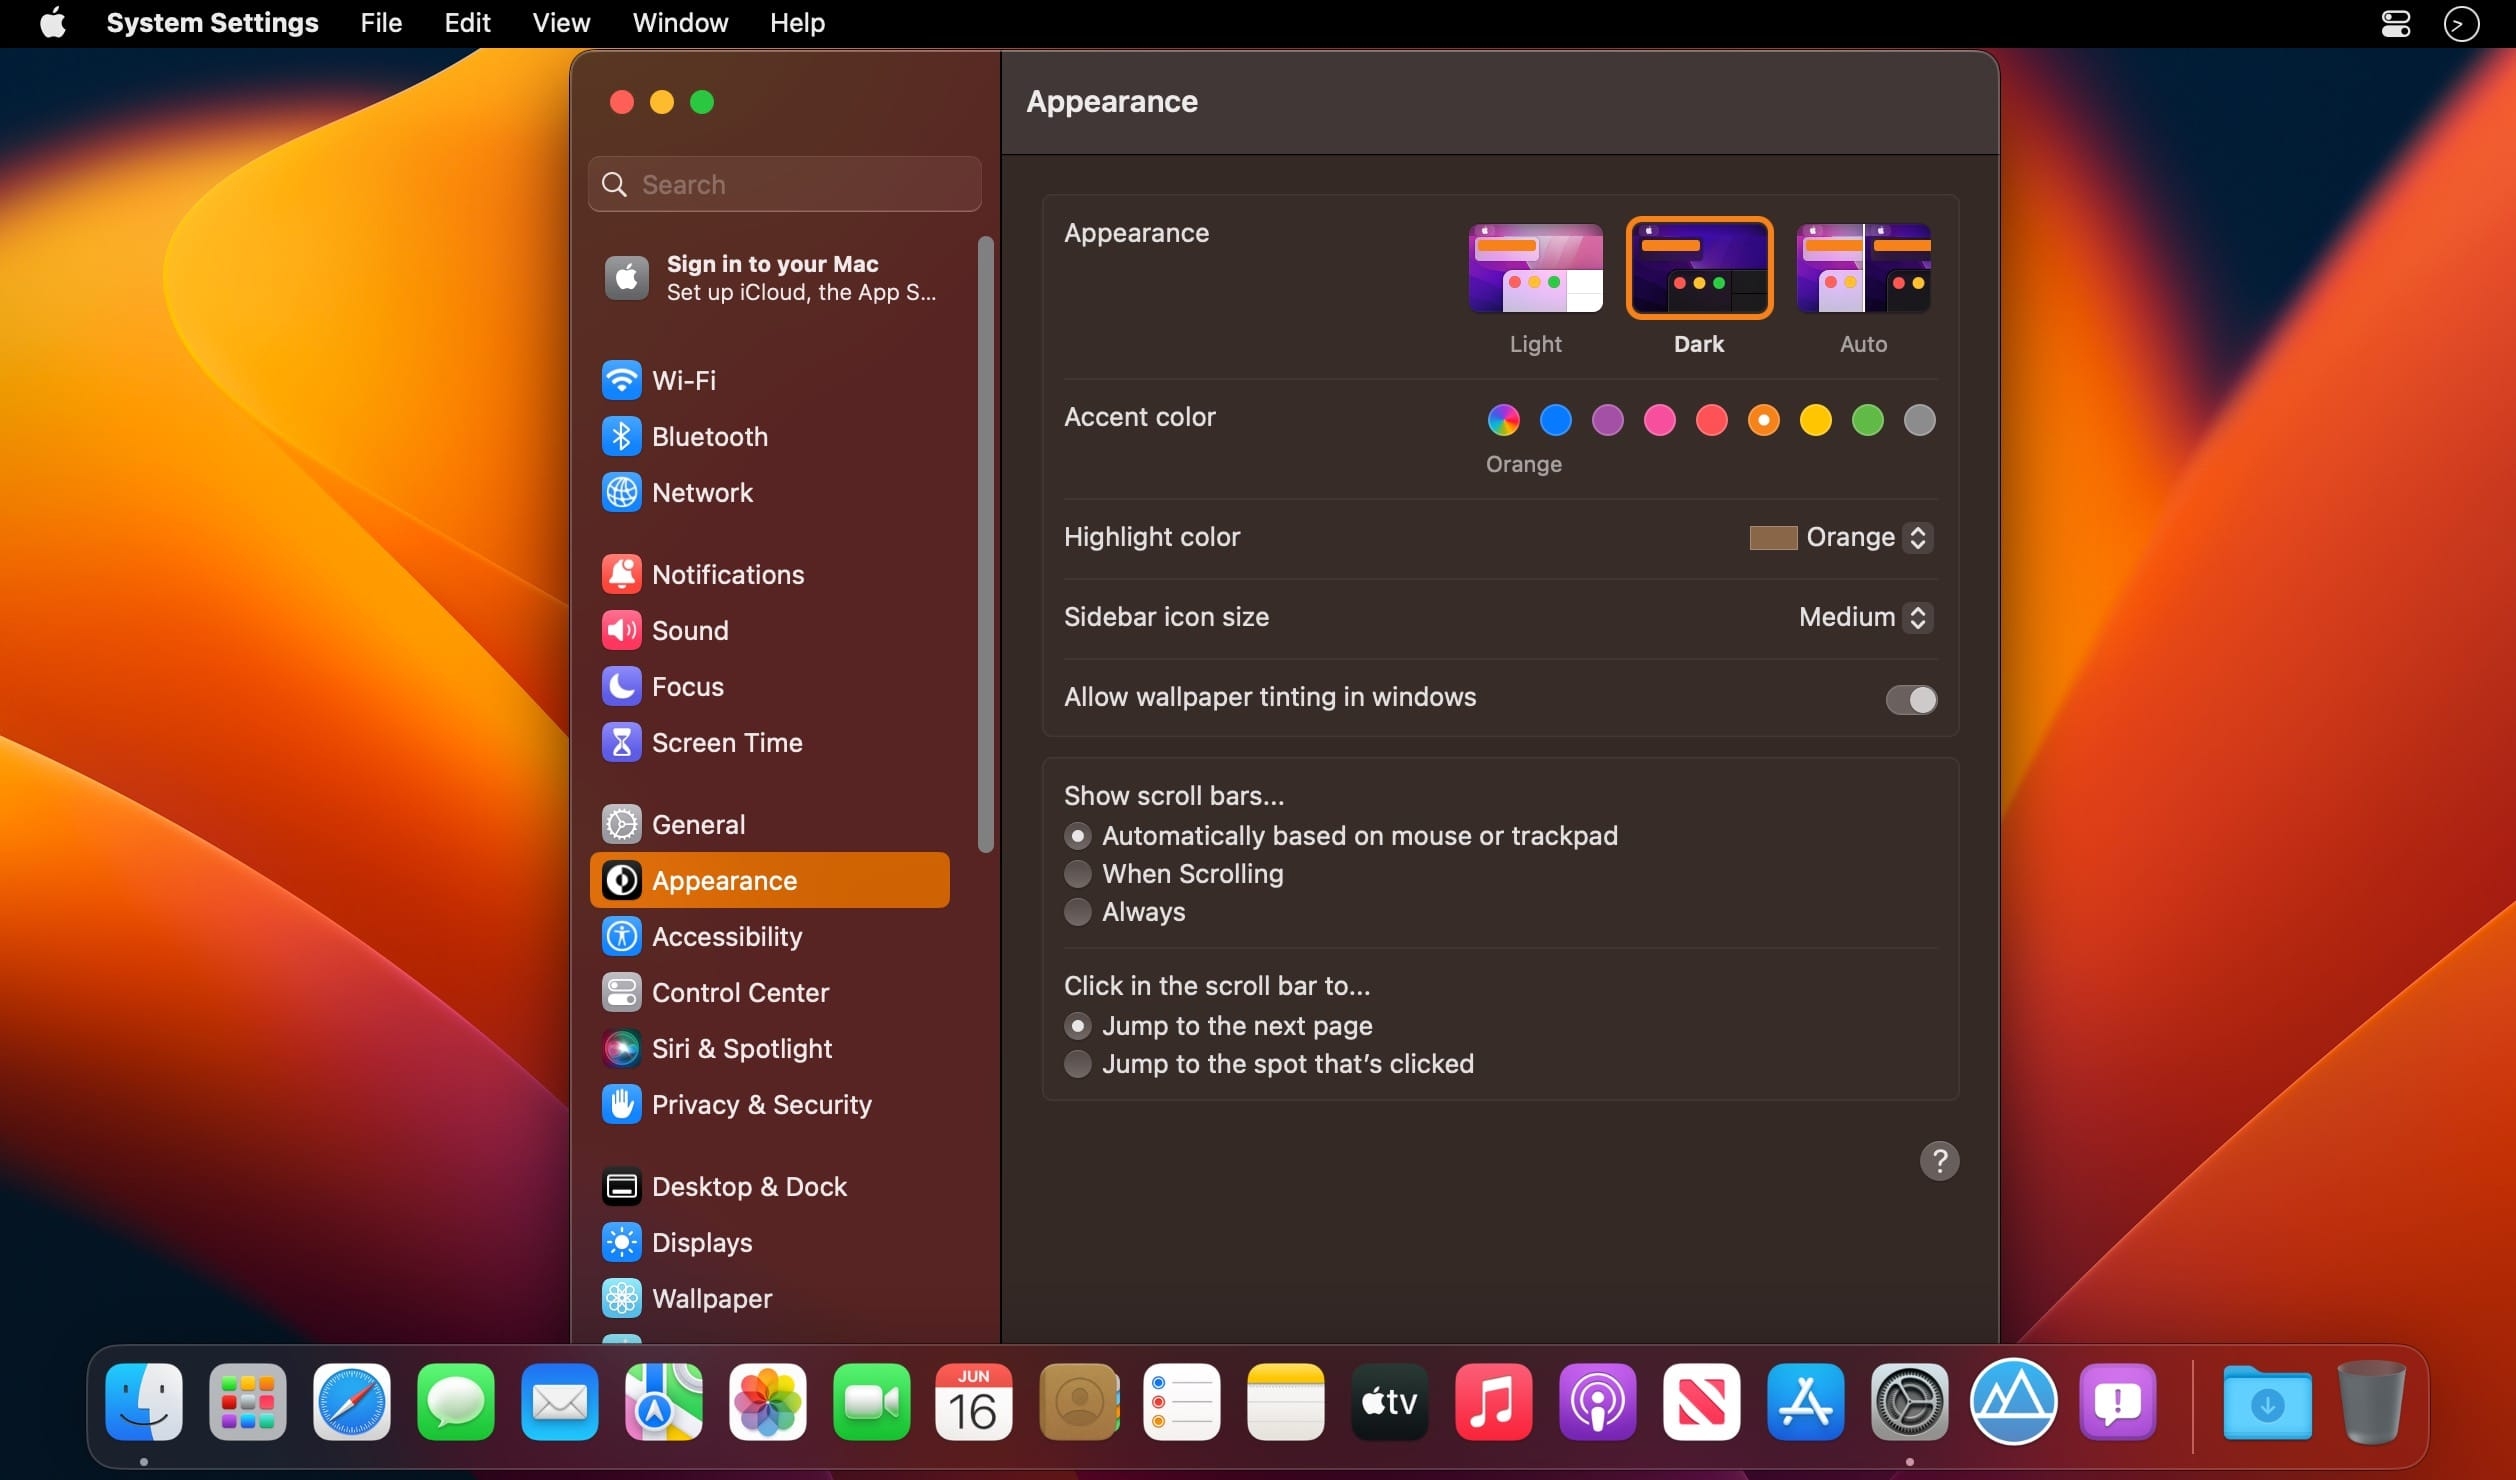 System Settings File Edit View Window Help
Appearance
Search
Sign in to your Mac
Set up iCloud, the App S...
Wi-Fi
Bluetooth
Network
Notifications
Sound
Focus
Screen Time
General
Appearance
Accessibility
Control Center
Siri & Spotlight
Privacy & Security
Desktop & Dock
Displays
Wallpaper
Appearance
Light Dark Auto
Accent color
Orange
Highlight color Orange
Sidebar icon size Medium
Allow wallpaper tinting in windows
Show scroll bars...
Automatically based on mouse or trackpad
When Scrolling
Always
Click in the scroll bar to...
Jump to the next page
Jump to the spot that’s clicked
?
JUN
16
tv